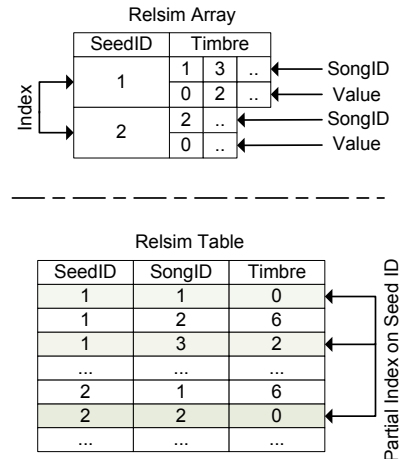 Relsim Array
SeedID Timbre
1 1 3 .. SongID
0 2 .. Value
2 2 .. SongID
0 .. Value
Index
Relsim Table
SeedID SongID Timbre
1 1 0
1 2 6
1 3 2
... ... ...
2 1 6
2 2 0
... ... ...
Partial Index on Seed ID